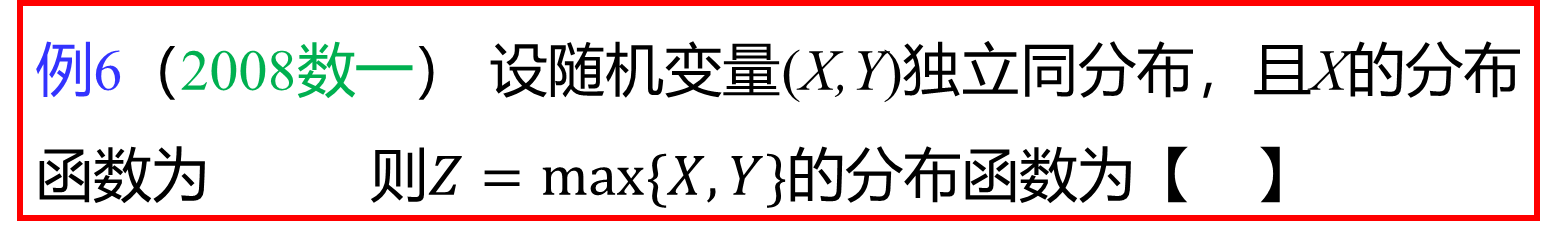 例6（2008数一） 设随机变量(X,Y)独立同分布，且X的分布
函数为 则Z = max{X, Y}的分布函数为【 】